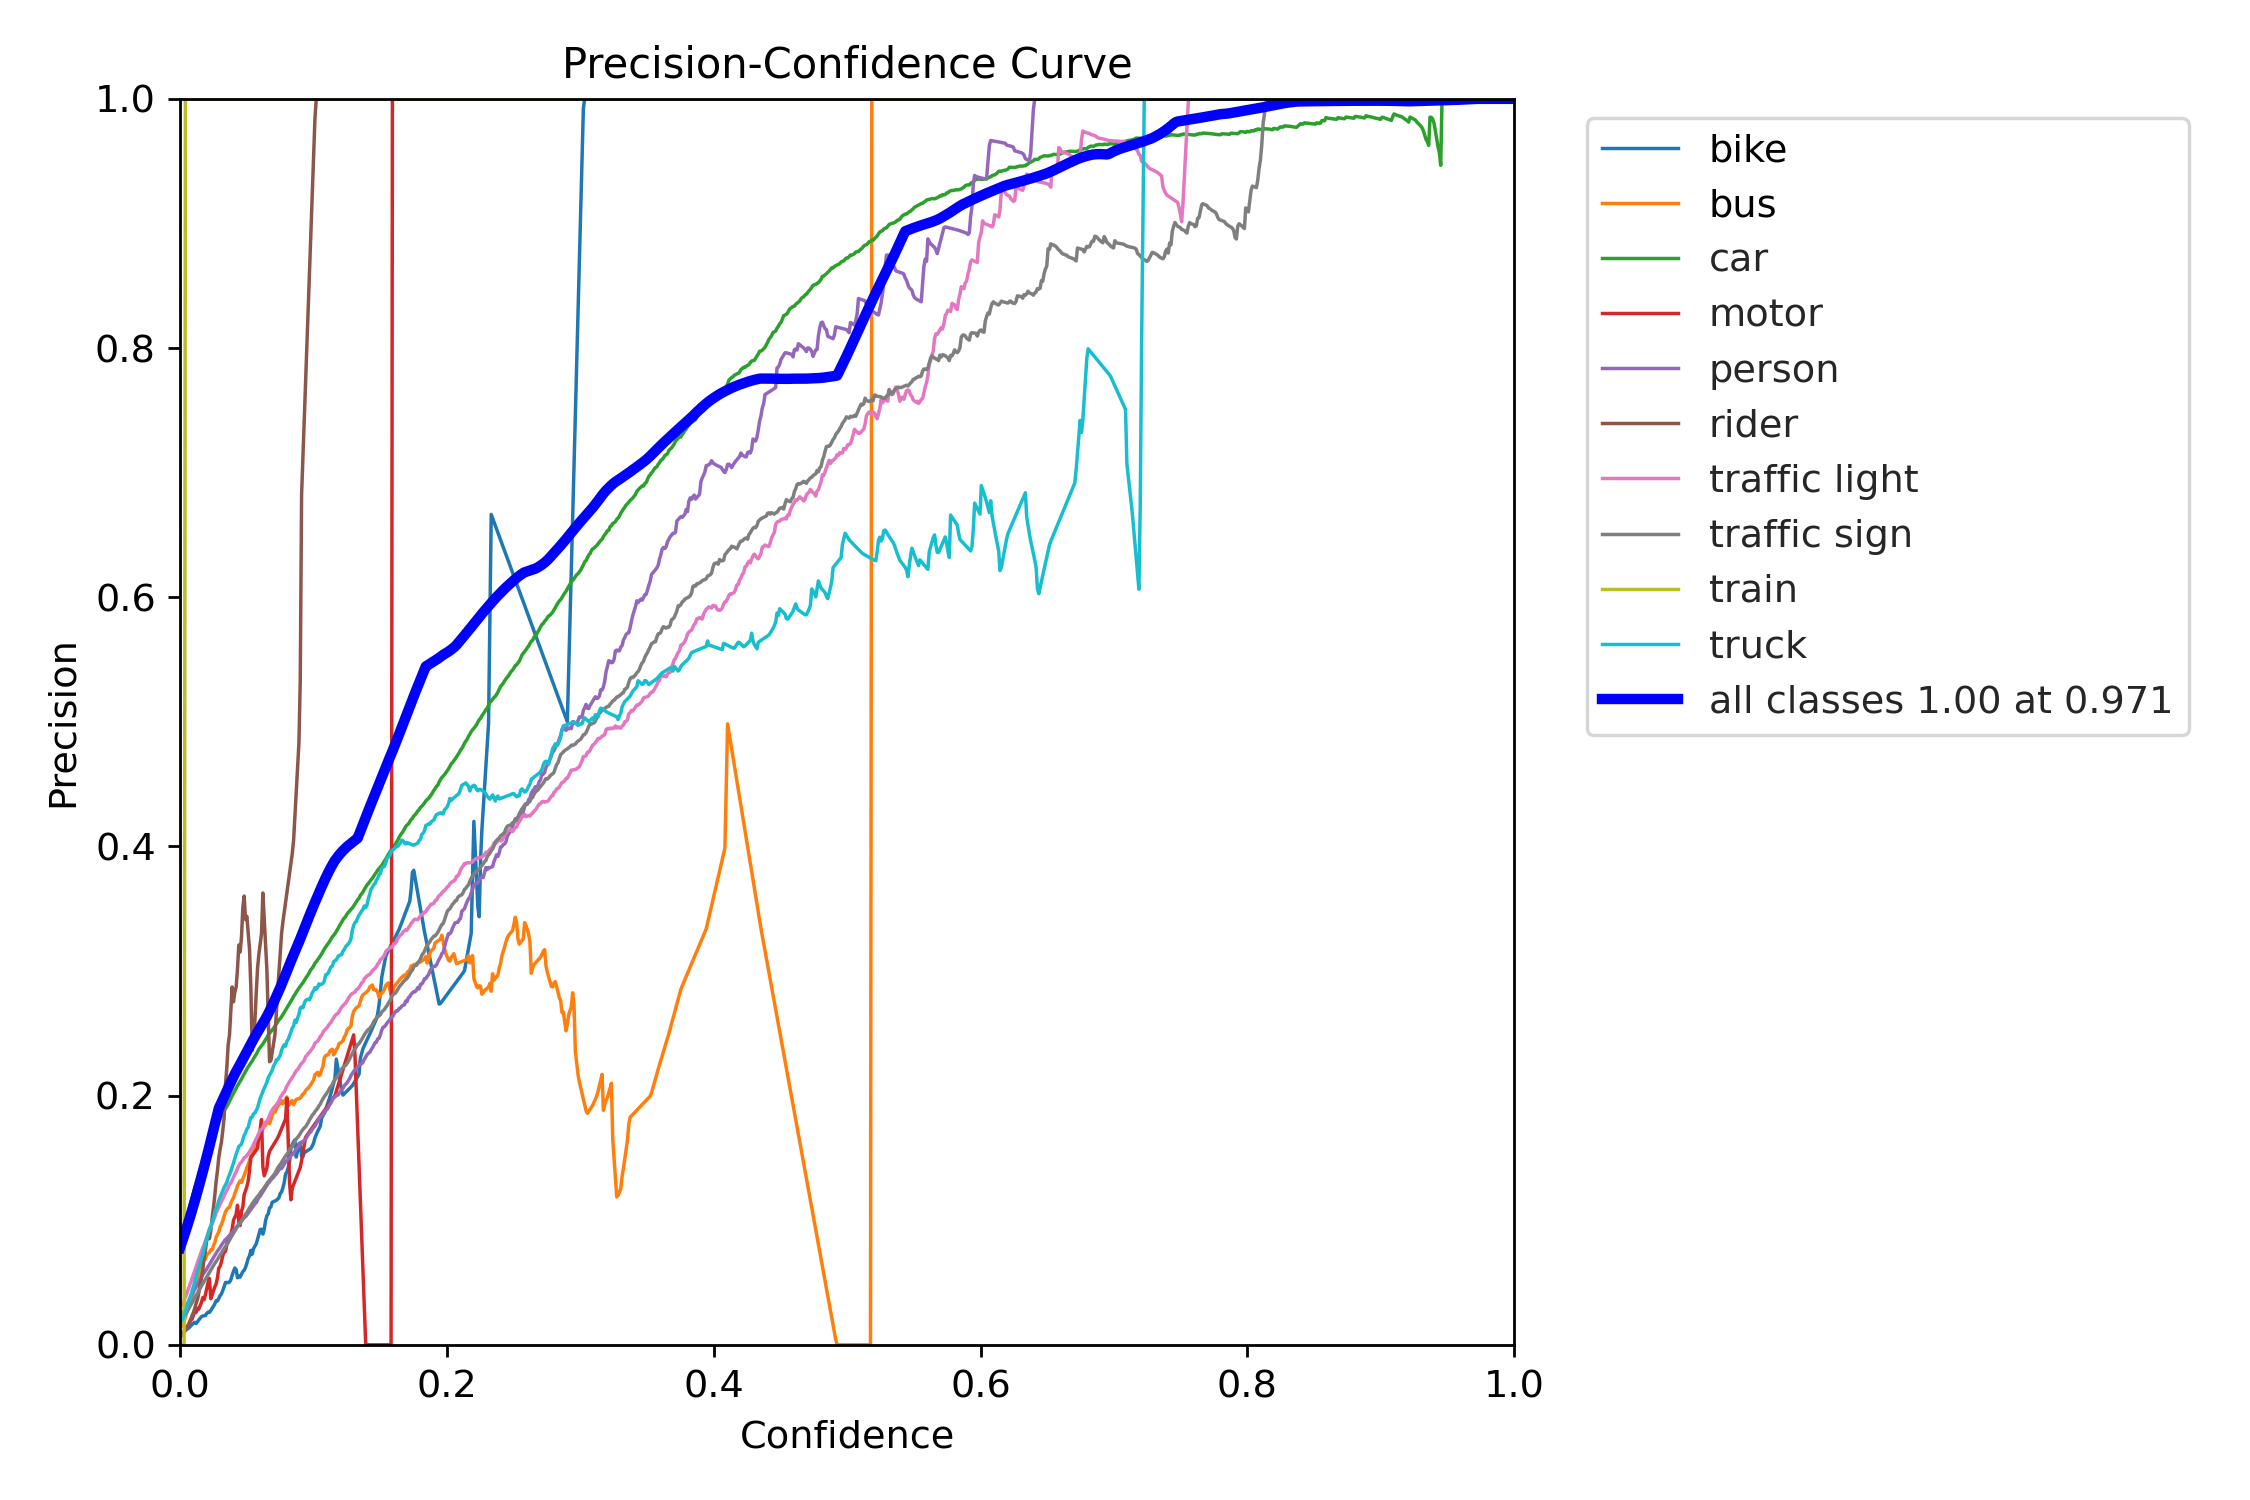 Precision-Confidence Curve
1.0
0.8
0.6
0.4
0.2
0.0
Precision
0.0 0.2 0.4 0.6 0.8 1.0
Confidence
bike
bus
car
motor
person
rider
traffic light
traffic sign
train
truck
all classes 1.00 at 0.971